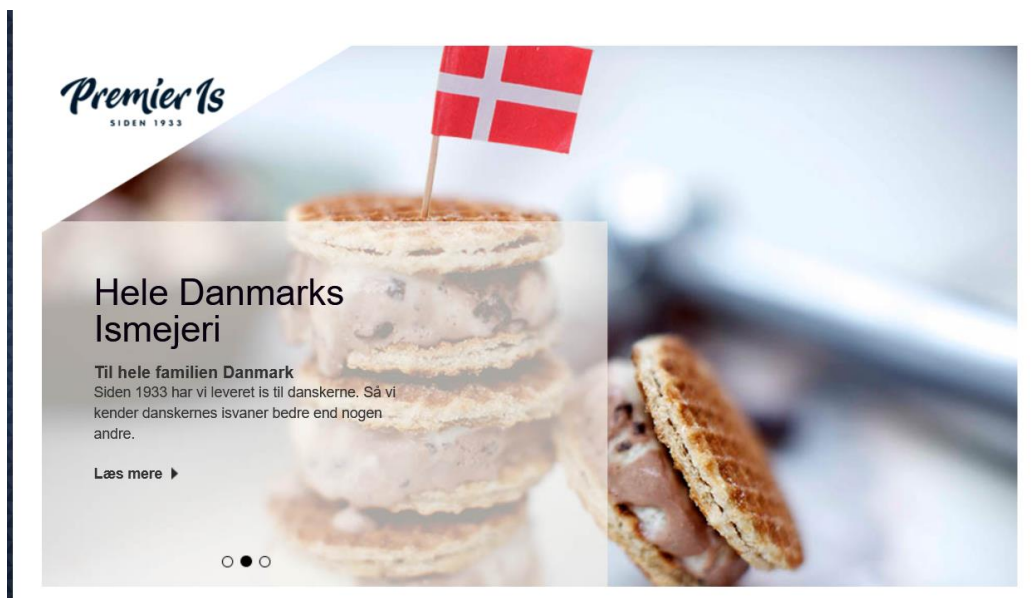 Premier Is
SIDEN 1933
Hele Danmarks
Ismejeri
Til hele familien Danmark
Siden 1933 har vi leveret is til danskerne. Så vi
kender danskernes isvaner bedre end nogen
andre.
Læs mere